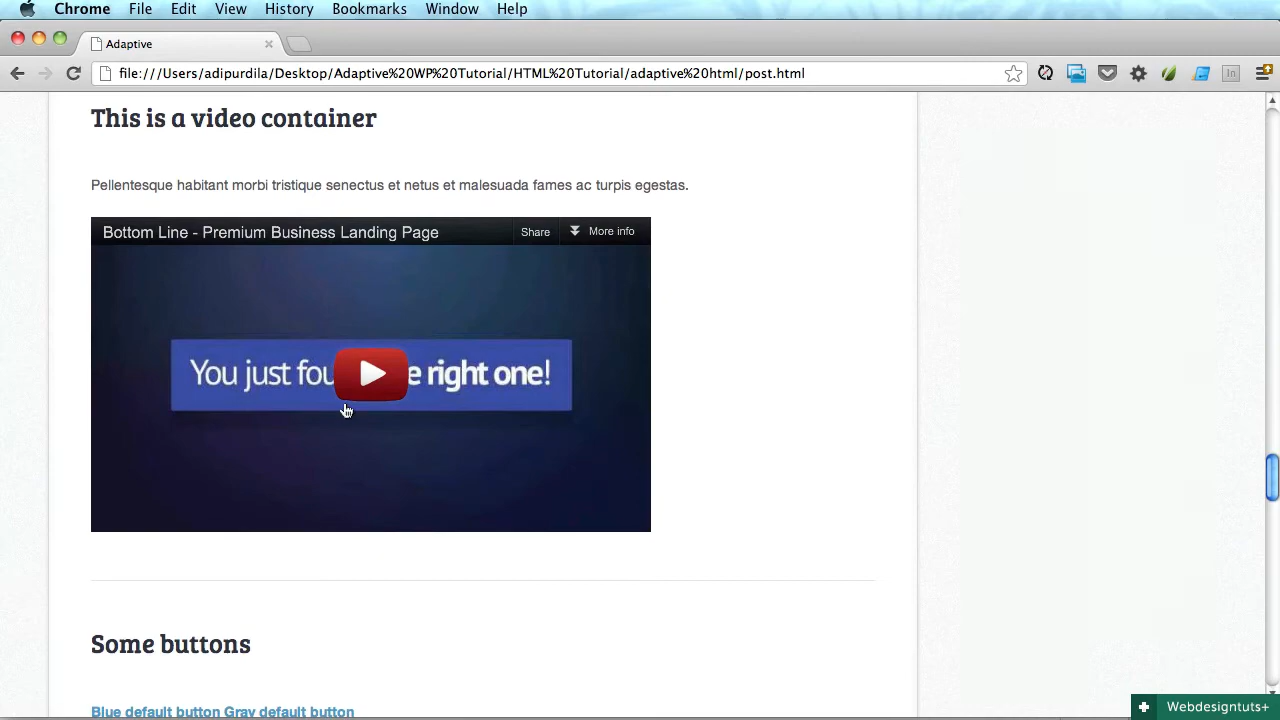 Chrome File Edit View History Bookmarks Window Help
Adaptive
file:///Users/adipurdila/Desktop/Adaptive%20WP%20Tutorial/HTML%20Tutorial/adaptive%20html/post.html
This is a video container
Pellentesque habitant morbi tristique senectus et netus et malesuada fames ac turpis egestas.
Bottom Line - Premium Business Landing Page Share More info
You just fou e right one!
Some buttons
Blue default button Gray default button
Webdesigntuts+